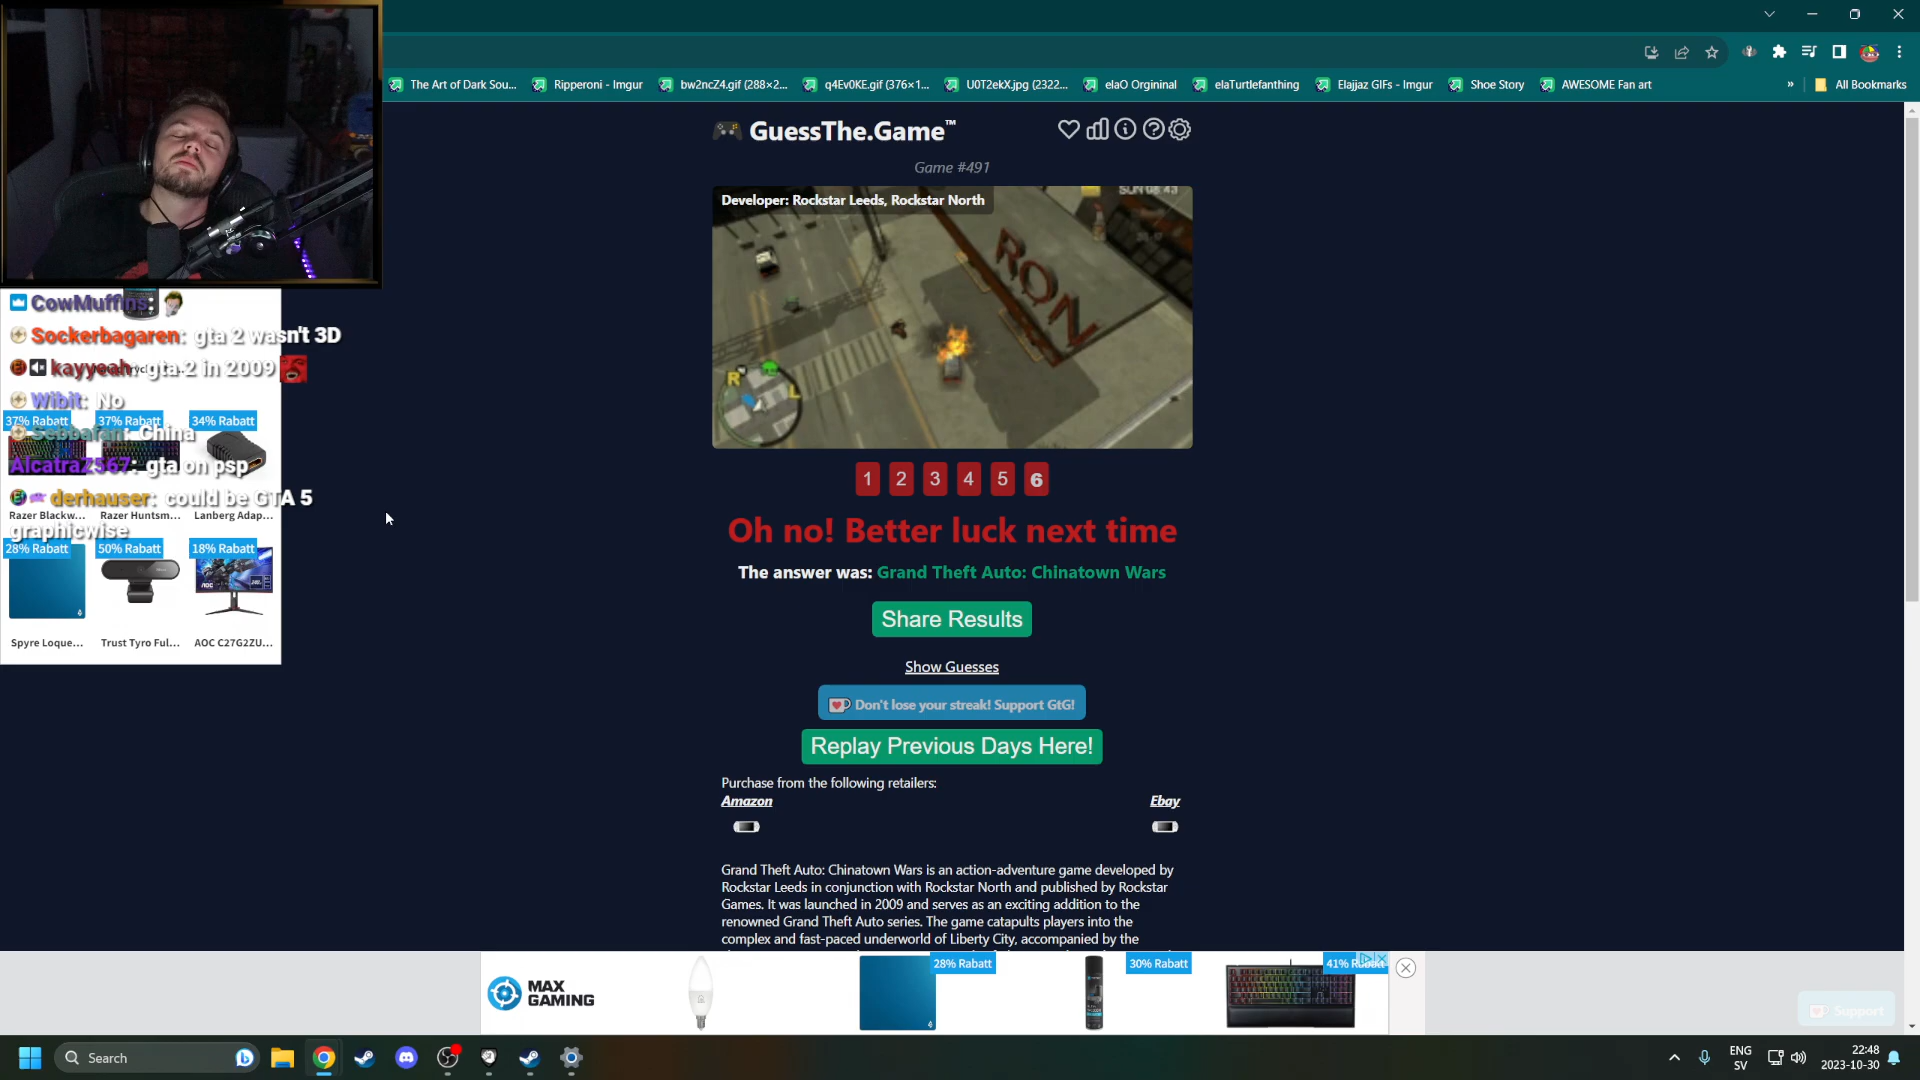 The Art of Dark Sou...
Ripperoni - Imgur
bw2ncZ4.gif (288×2...
q4Ev0KE.gif (376×1...
U0T2ekX.jpg (2322...
elaO Orgininal
elaTurtlefanthing
Elajjaz GIFs - Imgur
Shoe Story
AWESOME Fan art
»
All Bookmarks
GuessThe.Game™
Game #491
Developer: Rockstar Leeds, Rockstar North
SUN 08:43
RON
R
L
1 2 3 4 5 6
Oh no! Better luck next time
The answer was: Grand Theft Auto: Chinatown Wars
Share Results
Show Guesses
Don't lose your streak! Support GtG!
Replay Previous Days Here!
Purchase from the following retailers:
Amazon
Ebay
Grand Theft Auto: Chinatown Wars is an action-adventure game developed by
Rockstar Leeds in conjunction with Rockstar North and published by Rockstar
Games. It was launched in 2009 and serves as an exciting addition to the
renowned Grand Theft Auto series. The game catapults players into the
complex and fast-paced underworld of Liberty City, accompanied by the
CowMuffins:
Sockerbagaren: gta 2 wasn't 3D
kayyeah: gta 2 in 2009
Wibit: No
37% Rabatt
37% Rabatt
34% Rabatt
Sebbafan: China
AlcatraZ567: gta on psp
derhauser: could be GTA 5
graphicwise
Razer Blackw...
Razer Huntsm...
Lanberg Adap...
28% Rabatt
50% Rabatt
18% Rabatt
Spyre Loque...
Trust Tyro Ful...
AOC C27G2ZU...
MAX
GAMING
28% Rabatt
30% Rabatt
41% Rabatt
Support
Search
ENG
SV
22:48
2023-10-30